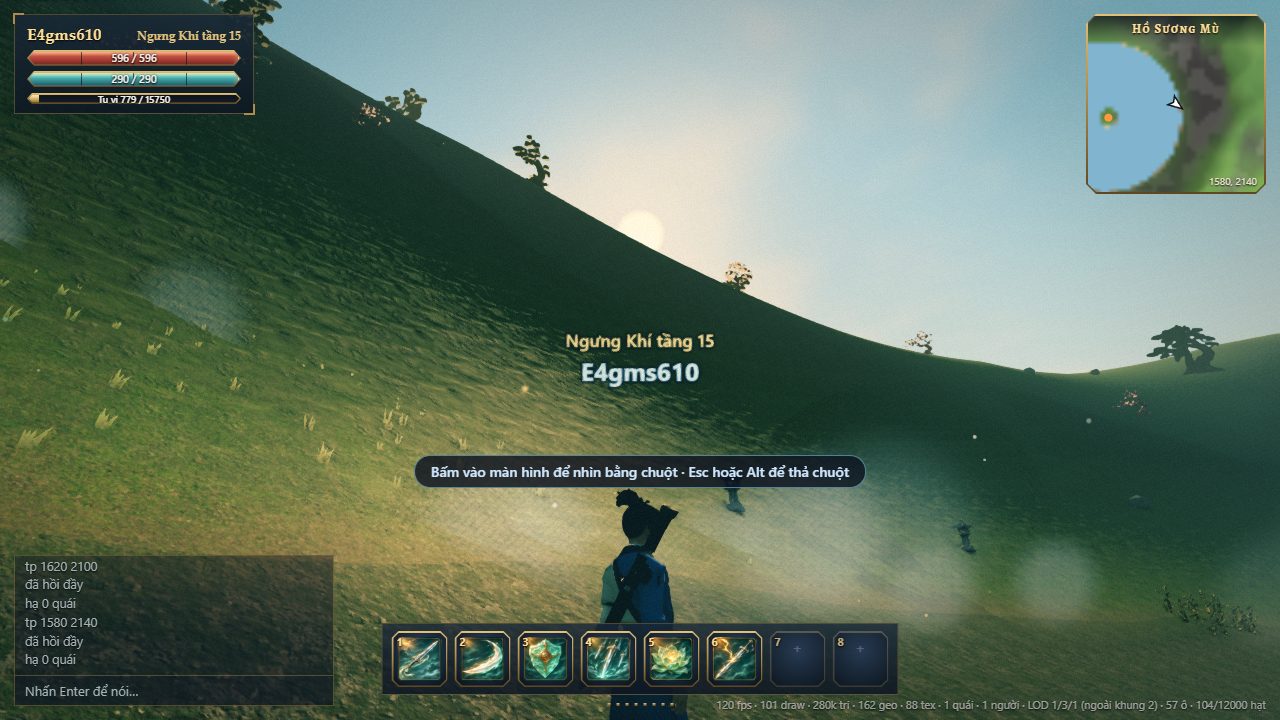 E4gms610
Ngưng Khí tầng 15
596 / 596
290 / 290
Tu vi 779 / 15750
Hồ Sương Mù
1580, 2140
Ngưng Khí tầng 15
E4gms610
Bấm vào màn hình để nhìn bằng chuột · Esc hoặc Alt để thả chuột
tp 1620 2100
đã hồi đầy
hạ 0 quái
tp 1580 2140
đã hồi đầy
hạ 0 quái
Nhấn Enter để nói...
1 2 3 4 5 6 7 8
+ +
120 fps · 101 draw · 280k tri · 162 geo · 88 tex · 1 quái · 1 người · LOD 1/3/1 (ngoài khung 2) · 57 ô · 104/12000 hạt